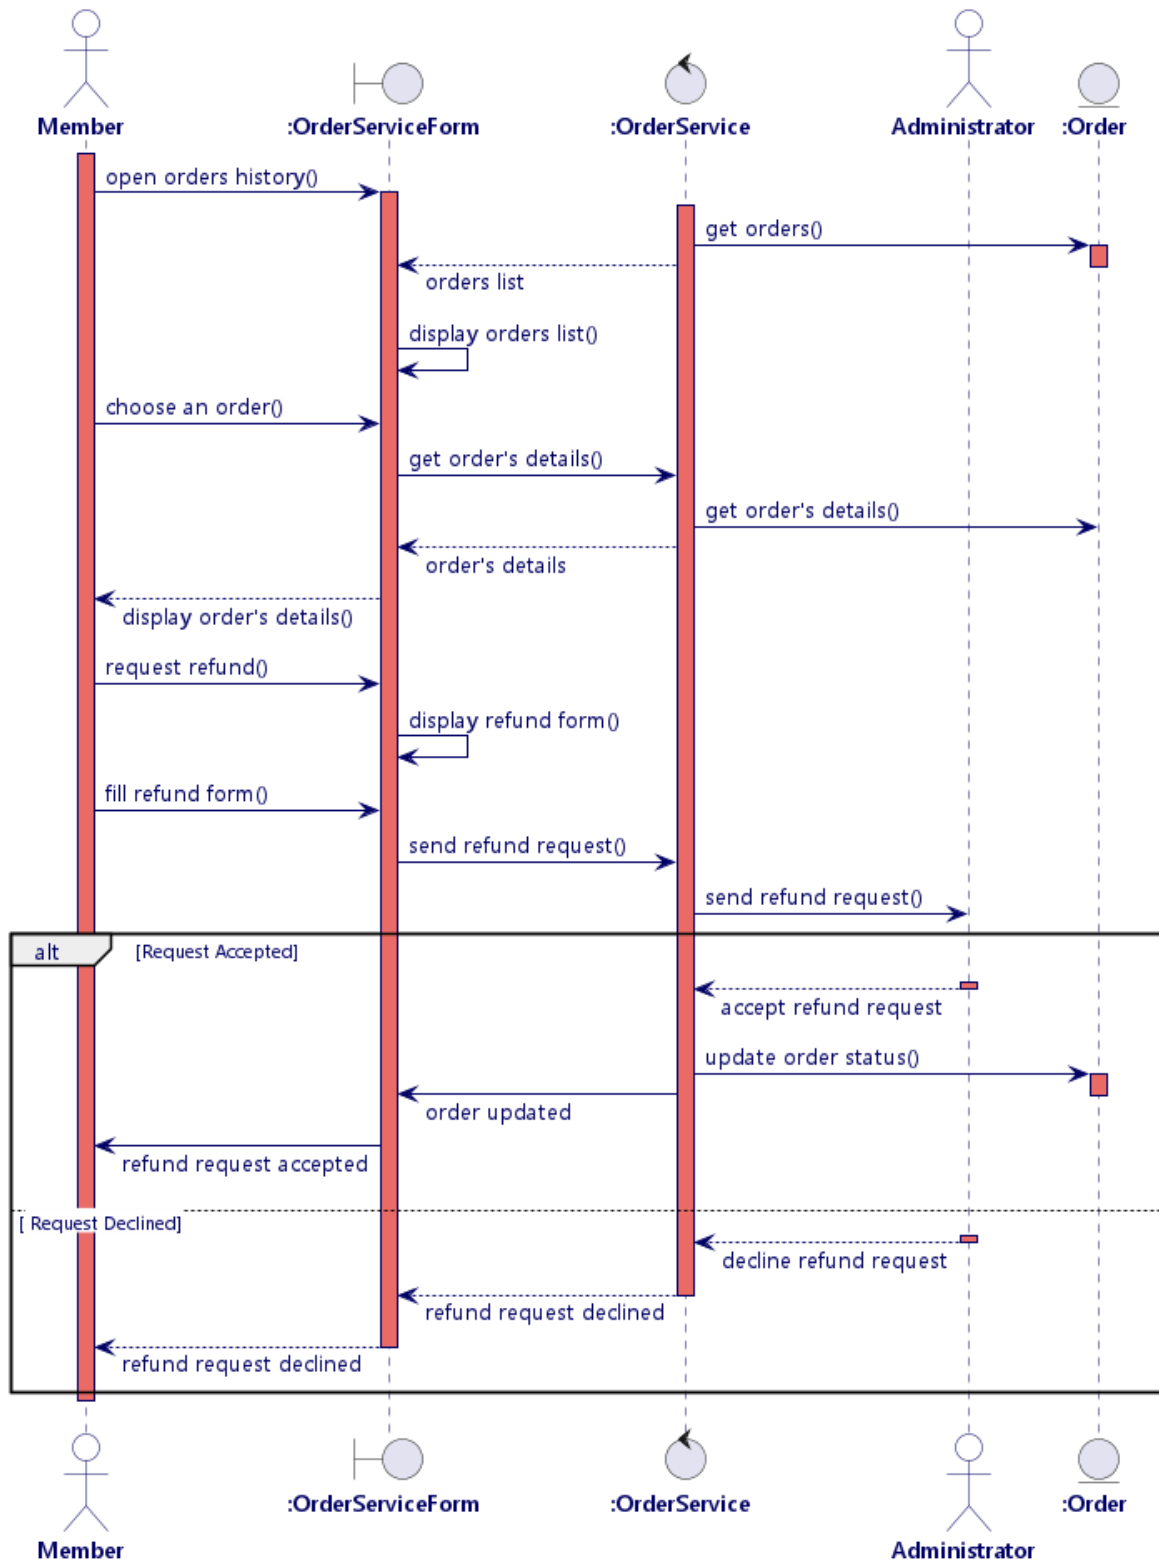 Member
:OrderServiceForm
:OrderService
Administrator
:Order
open orders history()
get orders()
orders list
display orders list()
choose an order()
get order's details()
get order's details()
order's details
display order's details()
request refund()
display refund form()
fill refund form()
send refund request()
send refund request()
alt
[Request Accepted]
accept refund request
update order status()
order updated
refund request accepted
[ Request Declined]
decline refund request
refund request declined
refund request declined
:OrderServiceForm
:OrderService
:Order
Member
Administrator